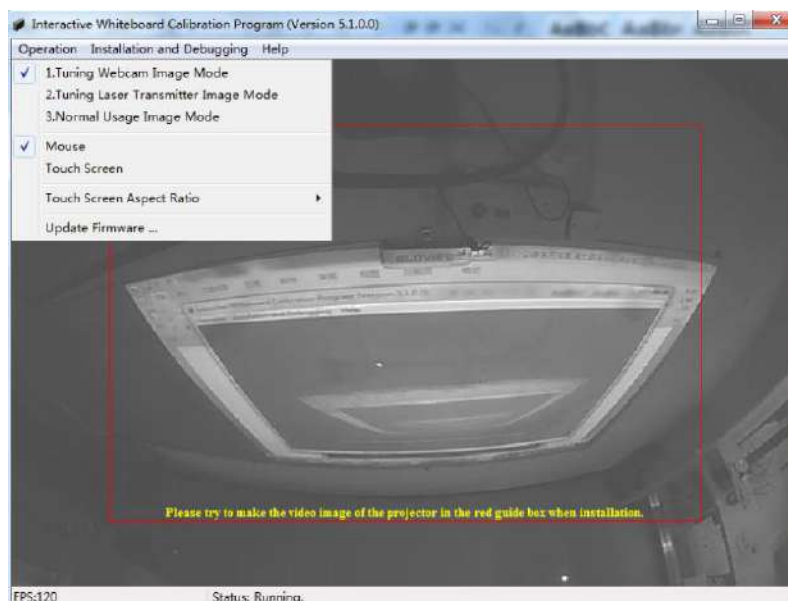 Interactive Whiteboard Calibration Program (Version 5.1.0.0)
Operation Installation and Debugging Help
1.Tuning Webcam Image Mode
2.Tuning Laser Transmitter Image Mode
3.Normal Usage Image Mode
Mouse
Touch Screen
Touch Screen Aspect Ratio
Update Firmware ...
Please try to make the video image of the projector in the red guide box when installation.
FPS:120 Status: Running.